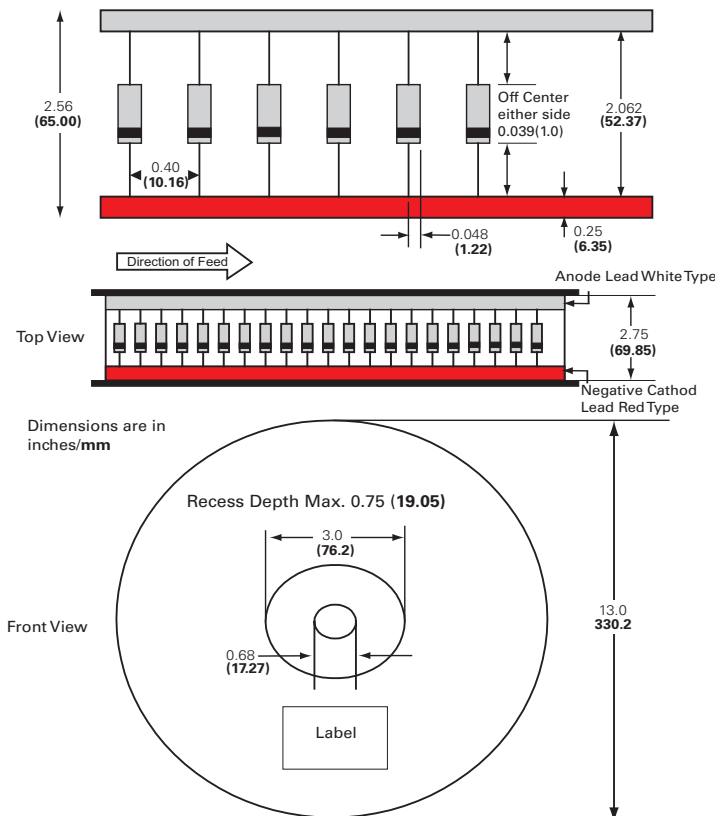 2.56
(65.00)
Off Center
either side
0.039(1.0)
2.062
(52.37)
0.40
(10.16)
0.048
(1.22)
0.25
(6.35)
Direction of Feed
Anode Lead White Type
Top View
2.75
(69.85)
Negative Cathod
Lead Red Type
Dimensions are in
inches/mm
Recess Depth Max. 0.75 (19.05)
3.0
(76.2)
Front View
13.0
330.2
0.68
(17.27)
Label